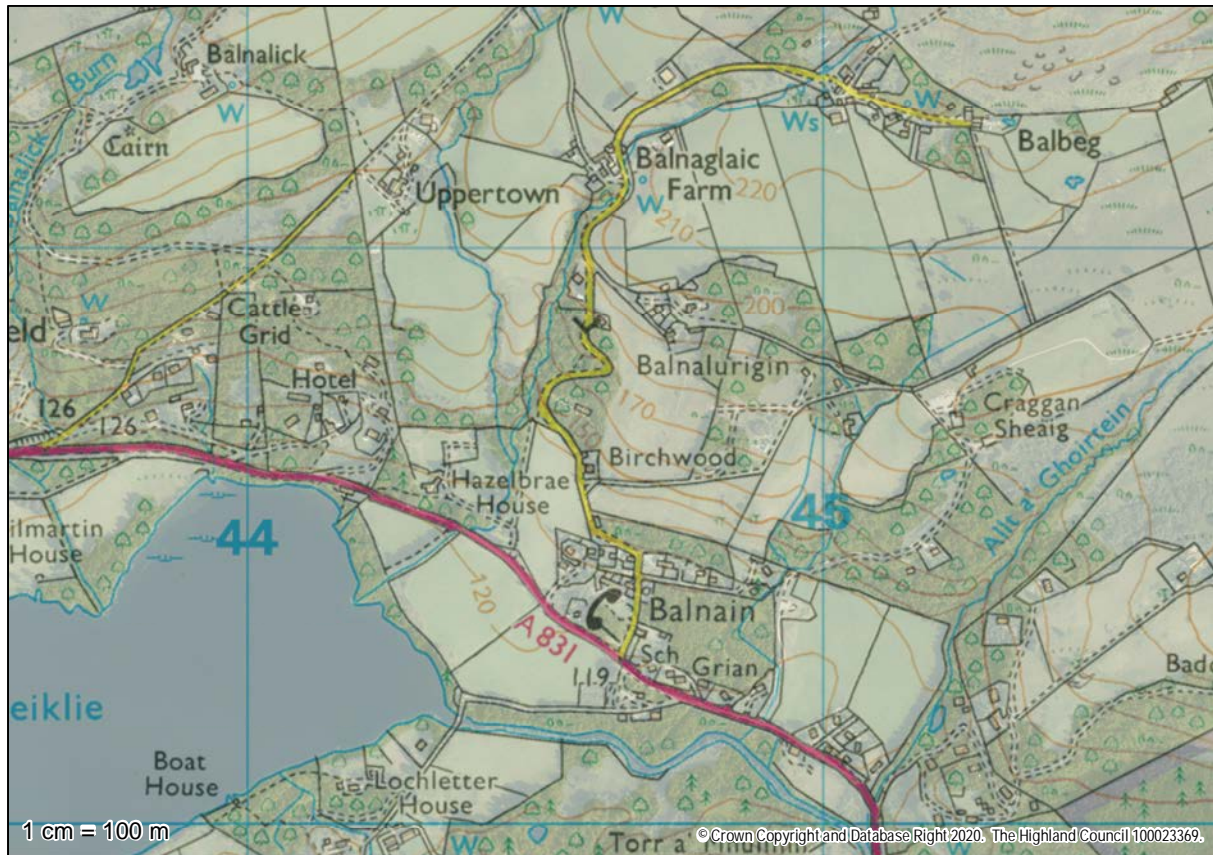 W
Balnalick
Burn
W
Cairn
Ws
W
Balnaglaic
Farm
Balbeg
220
W
Uppertown
210
200
Cattle
Grid
W
eld
Balnalurigin
Hotel
170
Craggan
Sheaig
126
126
Birchwood
Hazelbrae
House
Allt a' Ghoirtein
44
45
ilmartin
House
120
Balnain
A 831
Sch
Grian
119
eiklie
Boat
House
Lochletter
House
1 cm = 100 m
W
Torr a'
W
© Crown Copyright and Database Right 2020. The Highland Council 100023369.